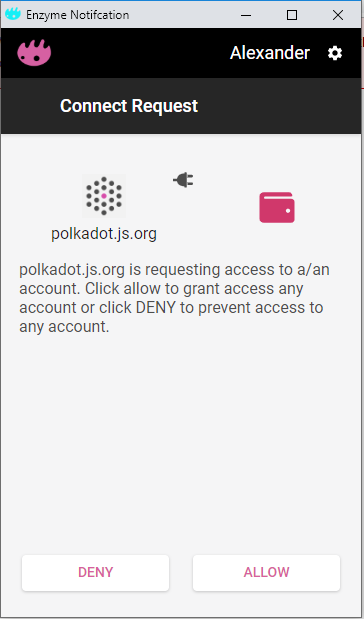 Enzyme Notifcation
Alexander
Connect Request
polkadot.js.org
polkadot.js.org is requesting access to a/an
account. Click allow to grant access any
account or click DENY to prevent access to
any account.
DENY
ALLOW